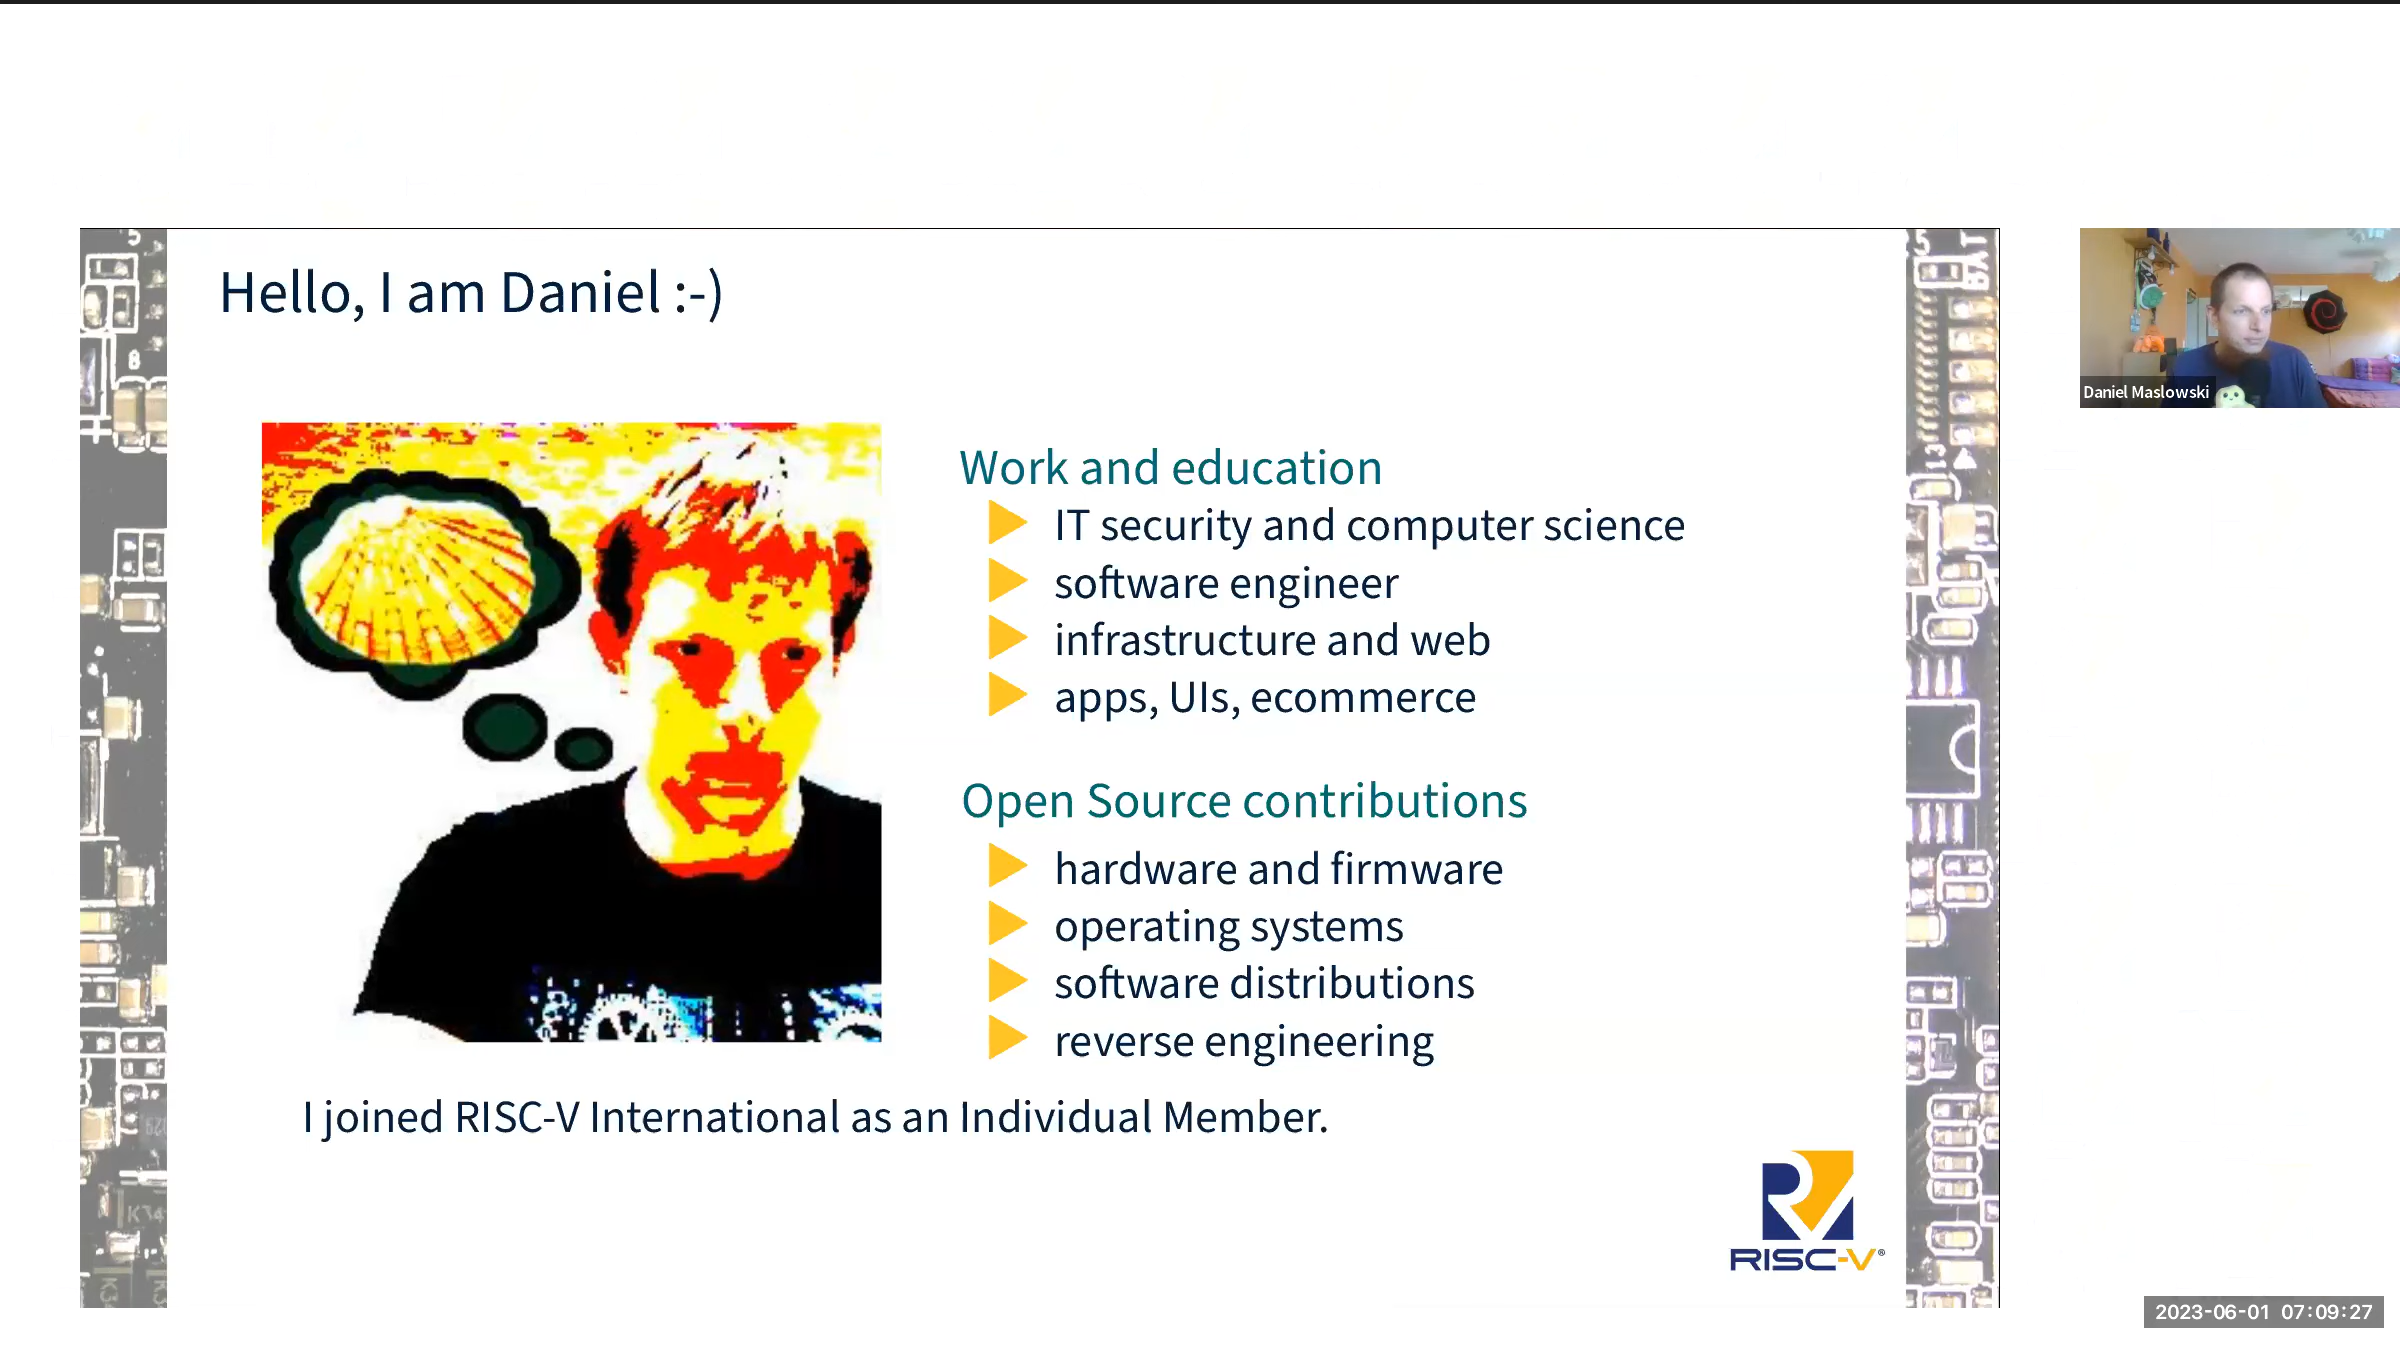 Hello, I am Daniel :-)
Work and education
IT security and computer science
software engineer
infrastructure and web
apps, UIs, ecommerce
Open Source contributions
hardware and firmware
operating systems
software distributions
reverse engineering
I joined RISC-V International as an Individual Member.
RISC-V®
Daniel Maslowski
2023-06-01 07:09:27